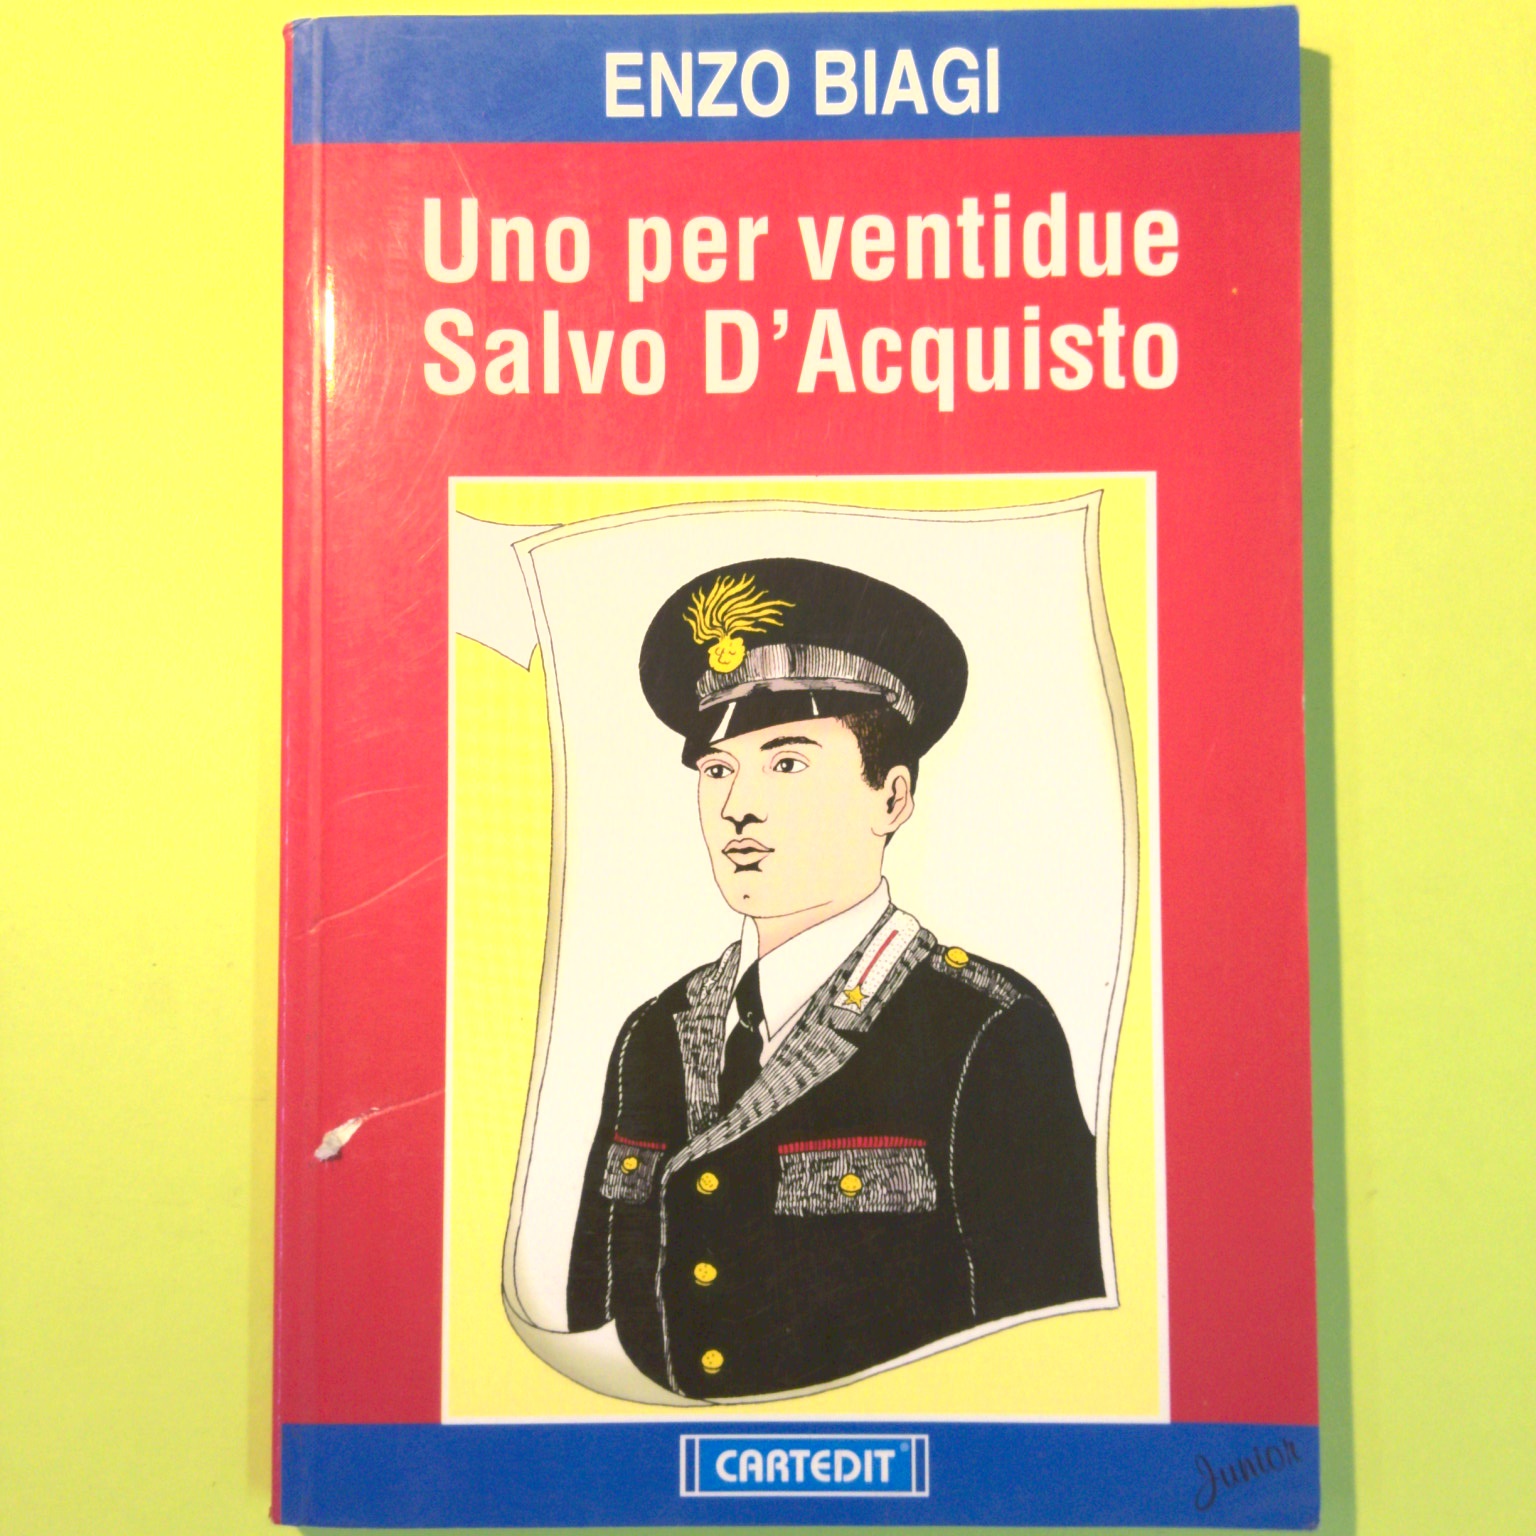 ENZO BIAGI
Uno per ventidue
Salvo D'Acquisto
CARTEDIT®
Junior